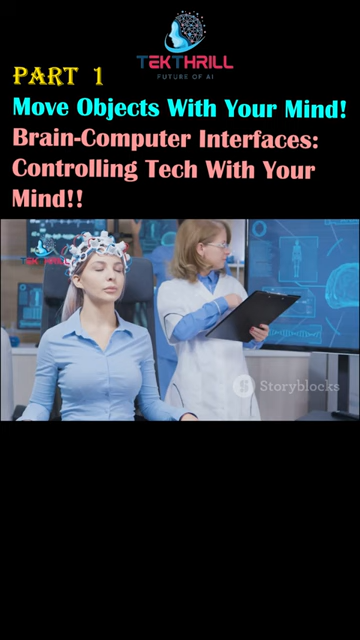 TEKTHRILL
FUTURE OF AI
PART 1
Move Objects With Your Mind!
Brain-Computer Interfaces:
Controlling Tech With Your
Mind!!
TEKTHRILL
S Storyblocks